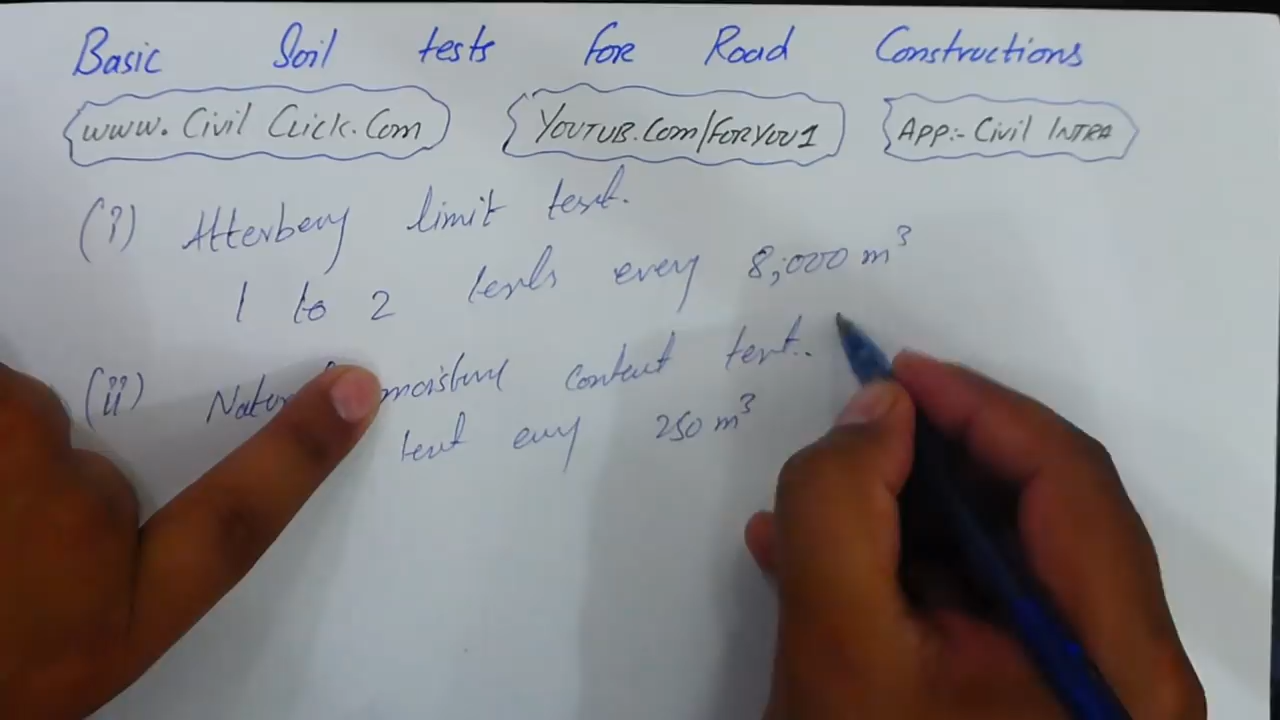 Basic Soil tests for Road Constructions
www.Civil Click.Com YOUTUB.Com/FORYOU1 APP:- Civil INTRA
(i) Atterberg limit test.
1 to 2 tests every 8,000 m³
(ii) moisture content test..
test every 250 m³